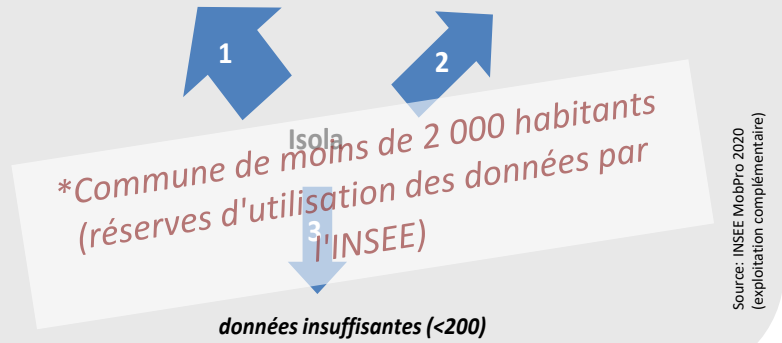 1
2
Isola
*Commune de moins de 2 000 habitants
(réserves d'utilisation des données par
l'INSEE)
3
données insuffisantes (<200)
Source: INSEE MobPro 2020
(exploitation complémentaire)